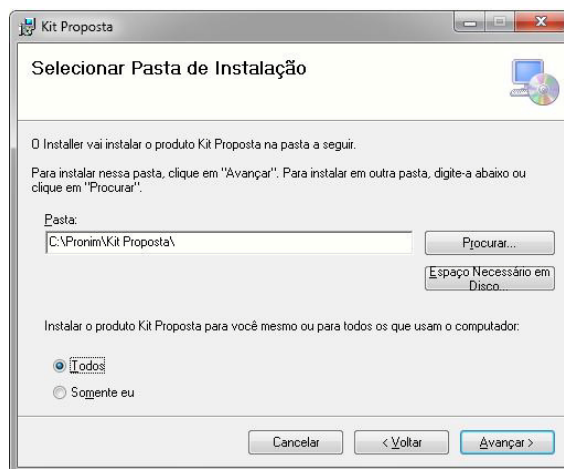 Kit Proposta
Selecionar Pasta de Instalação
O Installer vai instalar o produto Kit Proposta na pasta a seguir.
Para instalar nessa pasta, clique em "Avançar". Para instalar em outra pasta, digite-a abaixo ou
clique em "Procurar".
Pasta:
C:\Pronim\Kit Proposta\
Procurar...
Espaço Necessário em
Disco...
Instalar o produto Kit Proposta para você mesmo ou para todos os que usam o computador:
Todos
Somente eu
Cancelar
< Voltar
Avançar >